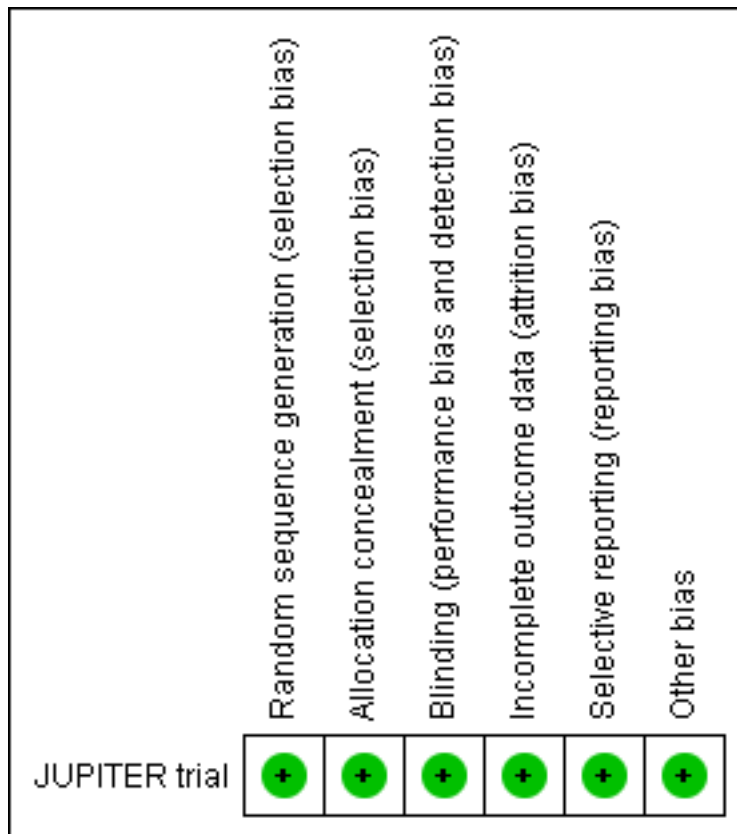 Random sequence generation (selection bias)
Allocation concealment (selection bias)
Blinding (performance bias and detection bias)
Incomplete outcome data (attrition bias)
Selective reporting (reporting bias)
Other bias
JUPITER trial + + + + + +